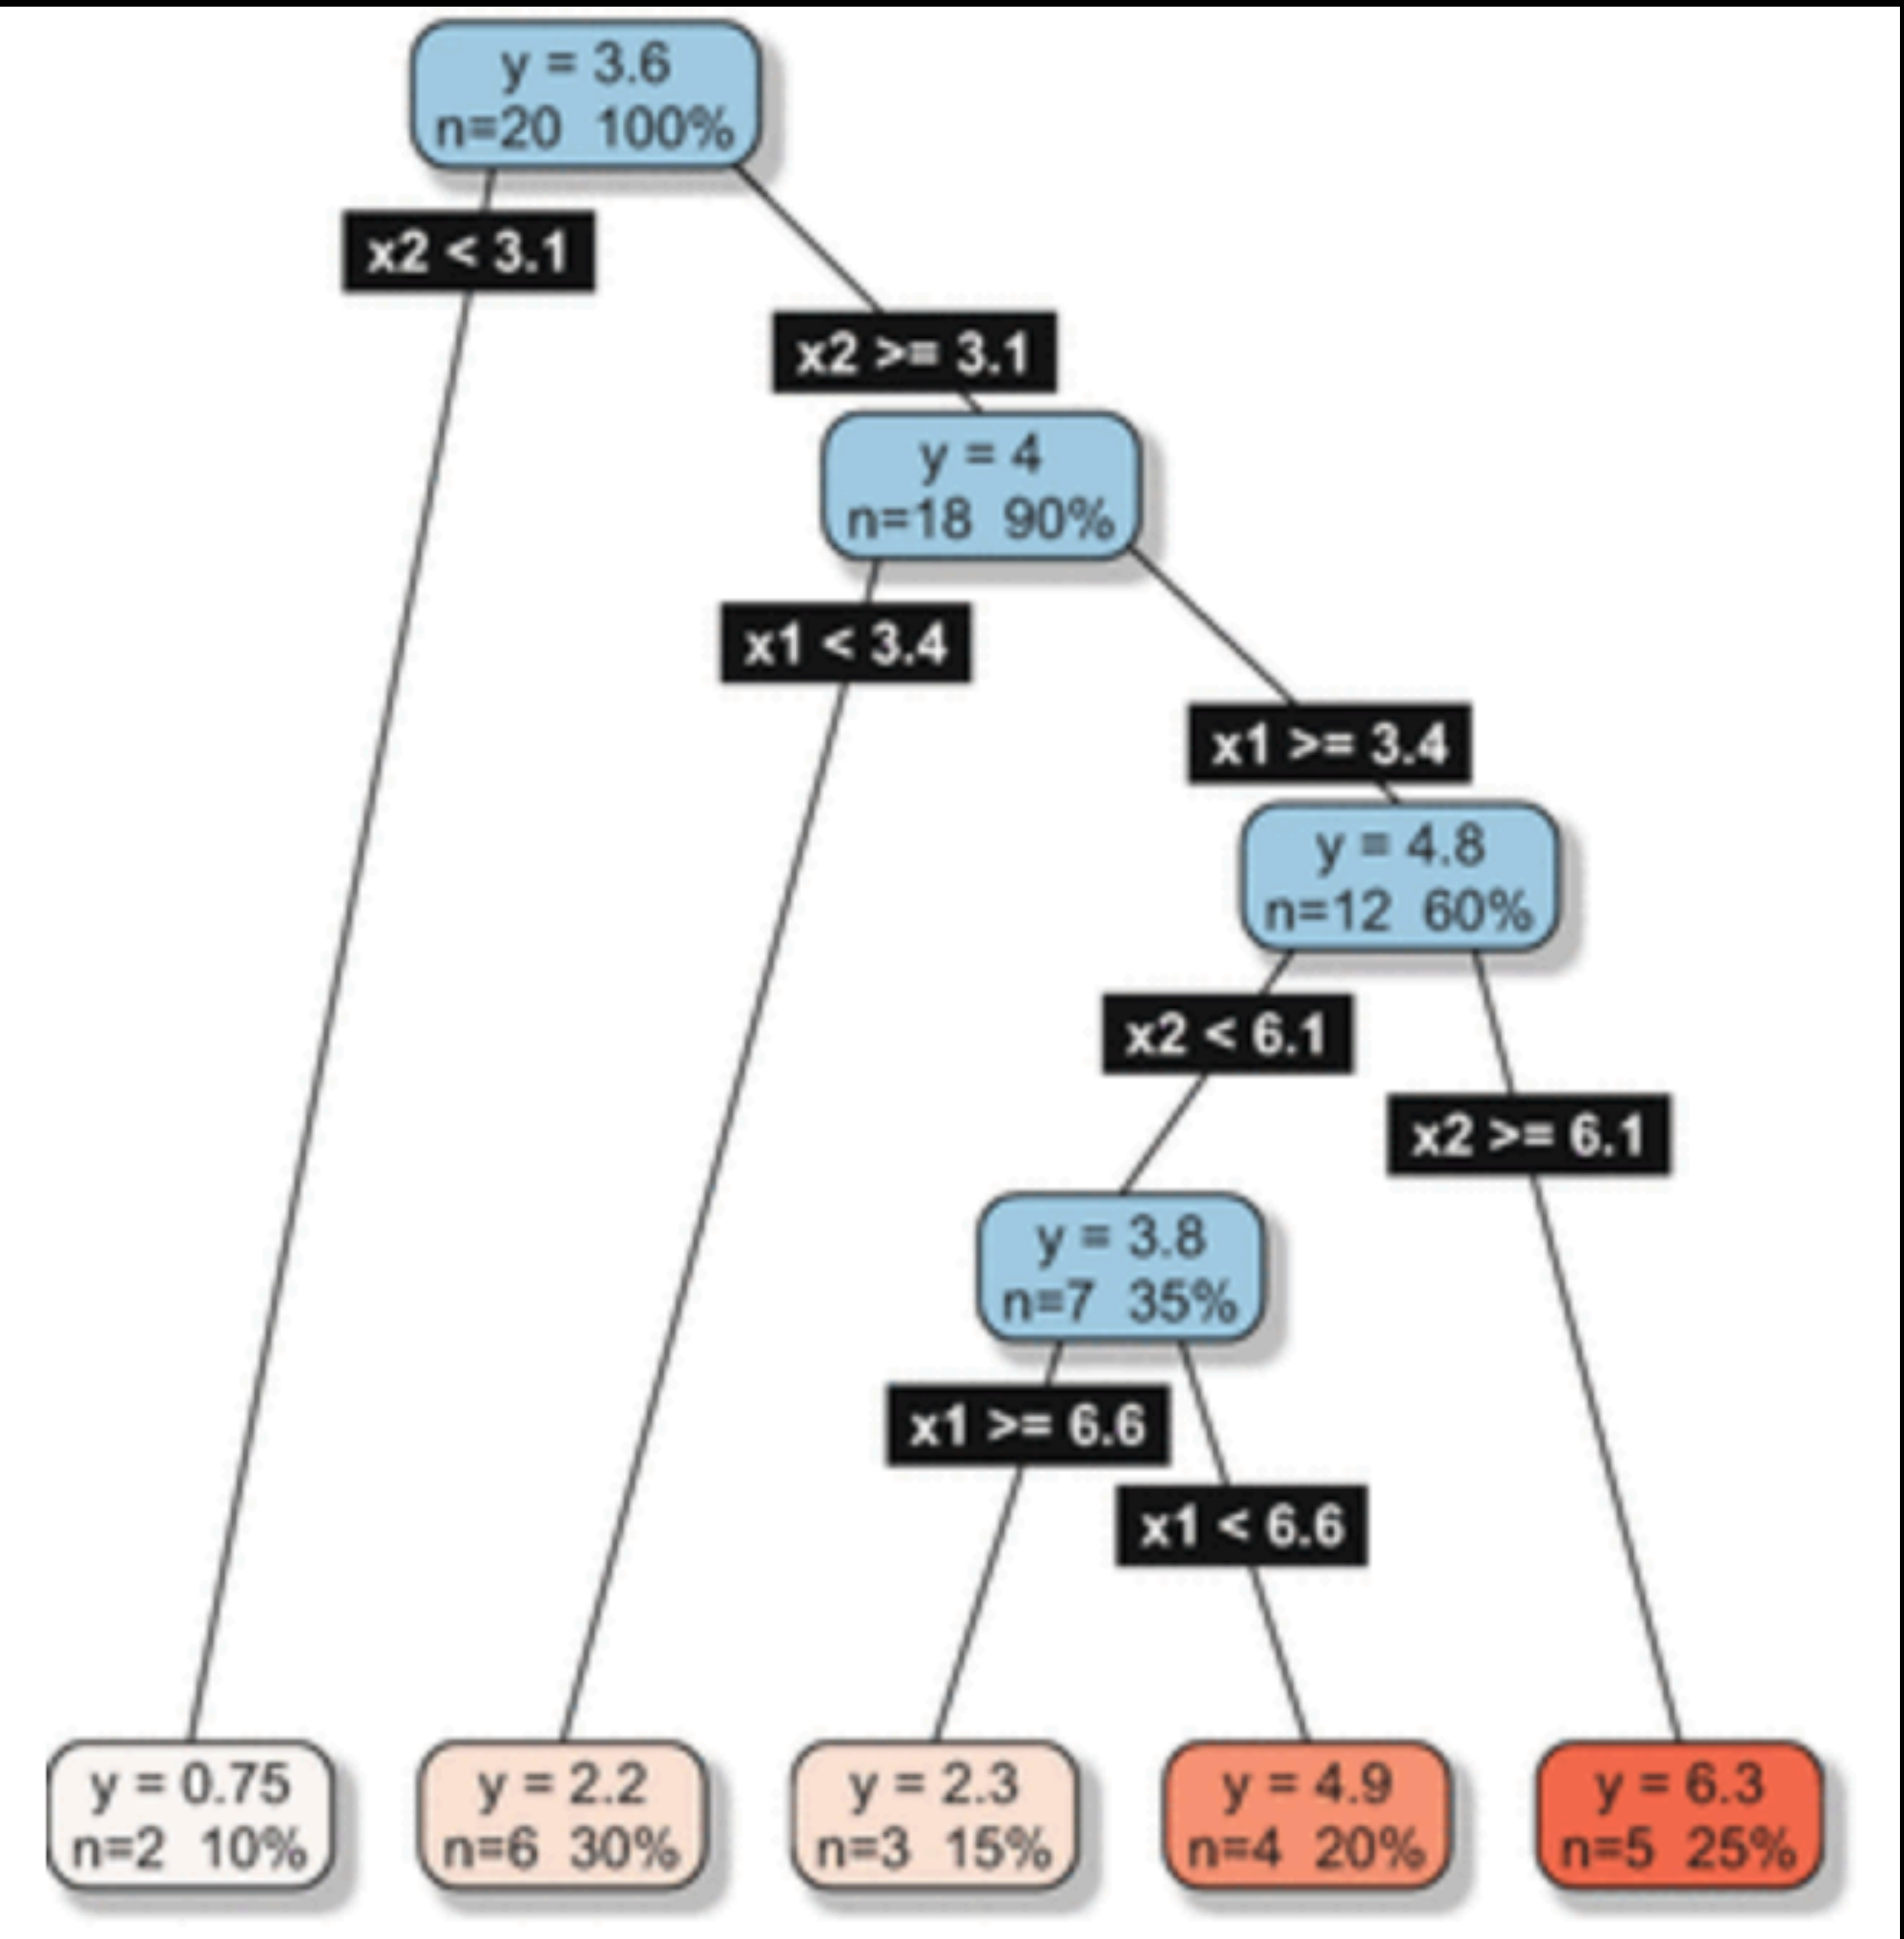 y = 3.6
n=20 100%
x2 < 3.1
x2 >= 3.1
y = 4
n=18 90%
x1 < 3.4
x1 >= 3.4
y = 4.8
n=12 60%
x2 < 6.1
x2 >= 6.1
y = 3.8
n=7 35%
x1 >= 6.6
x1 < 6.6
y = 0.75
n=2 10%
y = 2.2
n=6 30%
y = 2.3
n=3 15%
y = 4.9
n=4 20%
y = 6.3
n=5 25%